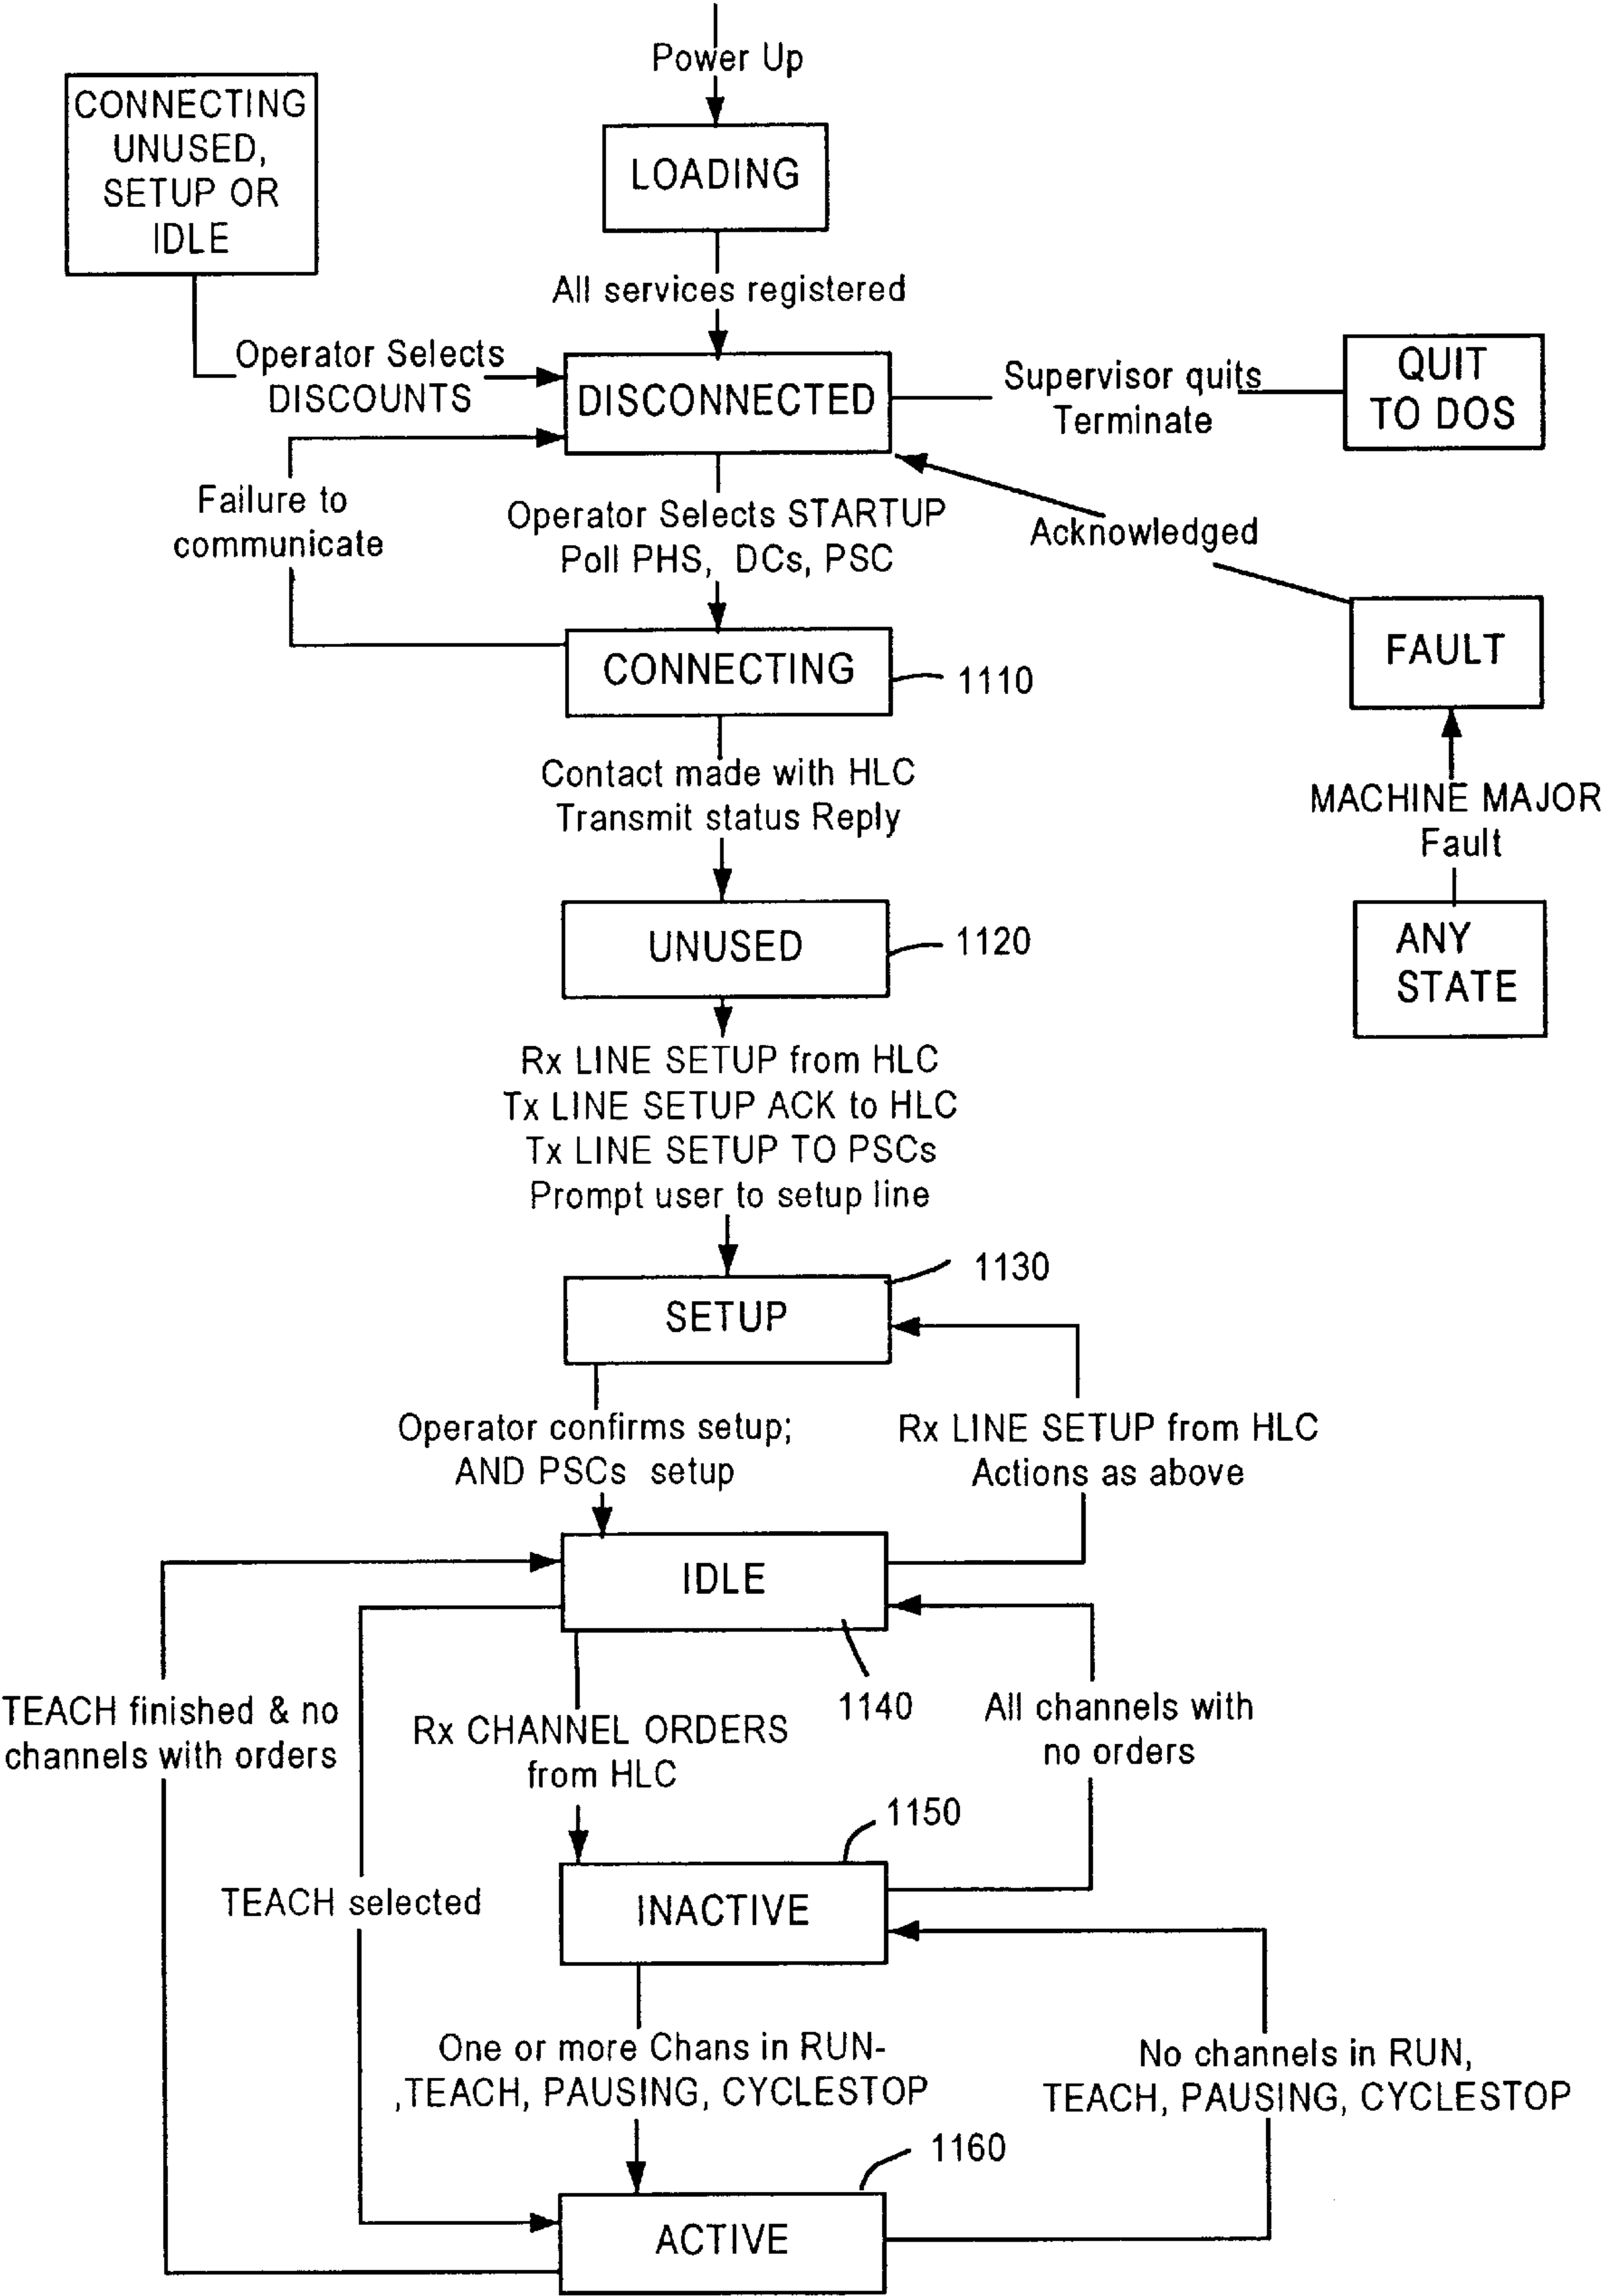 Power Up
CONNECTING
UNUSED,
SETUP OR
IDLE
LOADING
All services registered
Operator Selects
DISCOUNTS
DISCONNECTED
Supervisor quits
Terminate
QUIT
TO DOS
Failure to
communicate
Operator Selects STARTUP
Poll PHS, DCs, PSC
Acknowledged
FAULT
CONNECTING
1110
Contact made with HLC
Transmit status Reply
MACHINE MAJOR
Fault
UNUSED
1120
ANY
STATE
Rx LINE SETUP from HLC
Tx LINE SETUP ACK to HLC
Tx LINE SETUP TO PSCs
Prompt user to setup line
1130
SETUP
Operator confirms setup;
AND PSCs setup
Rx LINE SETUP from HLC
Actions as above
IDLE
1140
TEACH finished & no
channels with orders
Rx CHANNEL ORDERS
from HLC
All channels with
no orders
1150
TEACH selected
INACTIVE
One or more Chans in RUN-
,TEACH, PAUSING, CYCLESTOP
No channels in RUN,
TEACH, PAUSING, CYCLESTOP
1160
ACTIVE